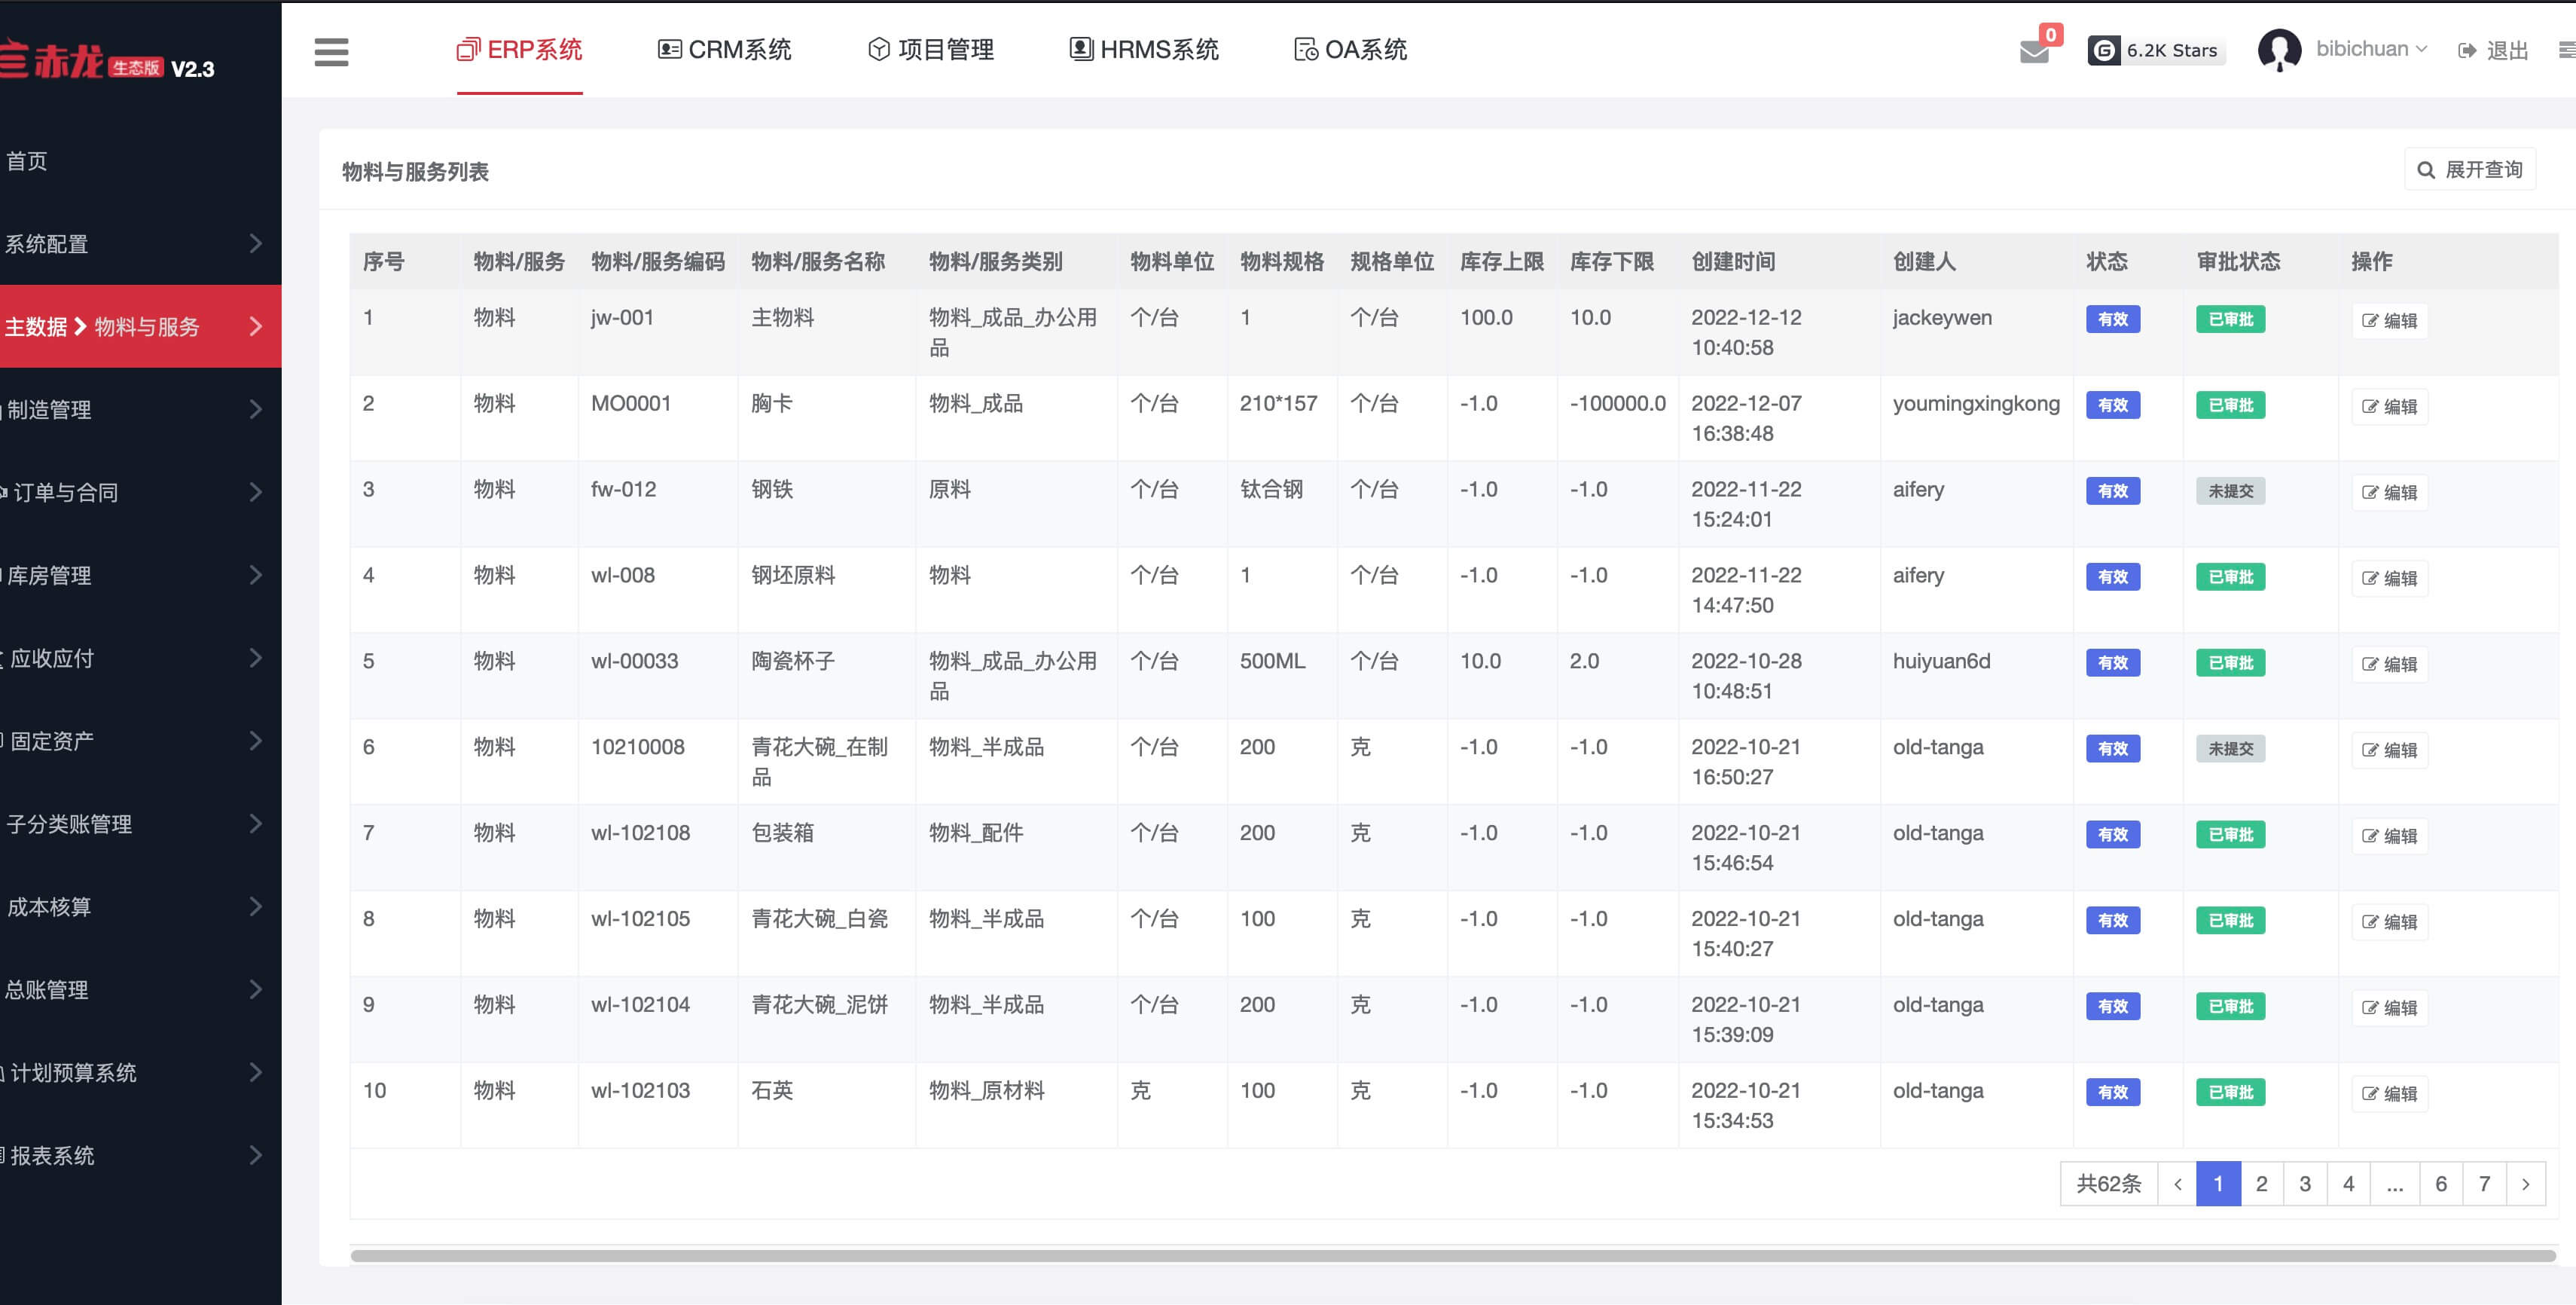 赤龙 生态版 V2.3
ERP系统 CRM系统 项目管理 HRMS系统 OA系统 0 6.2K Stars bibichuan 退出
首页
系统配置
主数据 物料与服务
制造管理
订单与合同
库房管理
应收应付
固定资产
子分类账管理
成本核算
总账管理
计划预算系统
报表系统
物料与服务列表 展开查询
序号 物料/服务 物料/服务编码 物料/服务名称 物料/服务类别 物料单位 物料规格 规格单位 库存上限 库存下限 创建时间 创建人 状态 审批状态 操作
1 物料 jw-001 主物料 物料_成品_办公用 个/台 1 个/台 100.0 10.0 2022-12-12 jackeywen 有效 已审批 编辑
品 10:40:58
2 物料 MO0001 胸卡 物料_成品 个/台 210*157 个/台 -1.0 -100000.0 2022-12-07 youmingxingkong 有效 已审批 编辑
16:38:48
3 物料 fw-012 钢铁 原料 个/台 钛合钢 个/台 -1.0 -1.0 2022-11-22 aifery 有效 未提交 编辑
15:24:01
4 物料 wl-008 钢坯原料 物料 个/台 1 个/台 -1.0 -1.0 2022-11-22 aifery 有效 已审批 编辑
14:47:50
5 物料 wl-00033 陶瓷杯子 物料_成品_办公用 个/台 500ML 个/台 10.0 2.0 2022-10-28 huiyuan6d 有效 已审批 编辑
品 10:48:51
6 物料 10210008 青花大碗_在制 物料_半成品 个/台 200 克 -1.0 -1.0 2022-10-21 old-tanga 有效 未提交 编辑
品 16:50:27
7 物料 wl-102108 包装箱 物料_配件 个/台 200 克 -1.0 -1.0 2022-10-21 old-tanga 有效 已审批 编辑
15:46:54
8 物料 wl-102105 青花大碗_白瓷 物料_半成品 个/台 100 克 -1.0 -1.0 2022-10-21 old-tanga 有效 已审批 编辑
15:40:27
9 物料 wl-102104 青花大碗_泥饼 物料_半成品 个/台 200 克 -1.0 -1.0 2022-10-21 old-tanga 有效 已审批 编辑
15:39:09
10 物料 wl-102103 石英 物料_原材料 克 100 克 -1.0 -1.0 2022-10-21 old-tanga 有效 已审批 编辑
15:34:53
共62条 ‹ 1 2 3 4 ... 6 7 ›